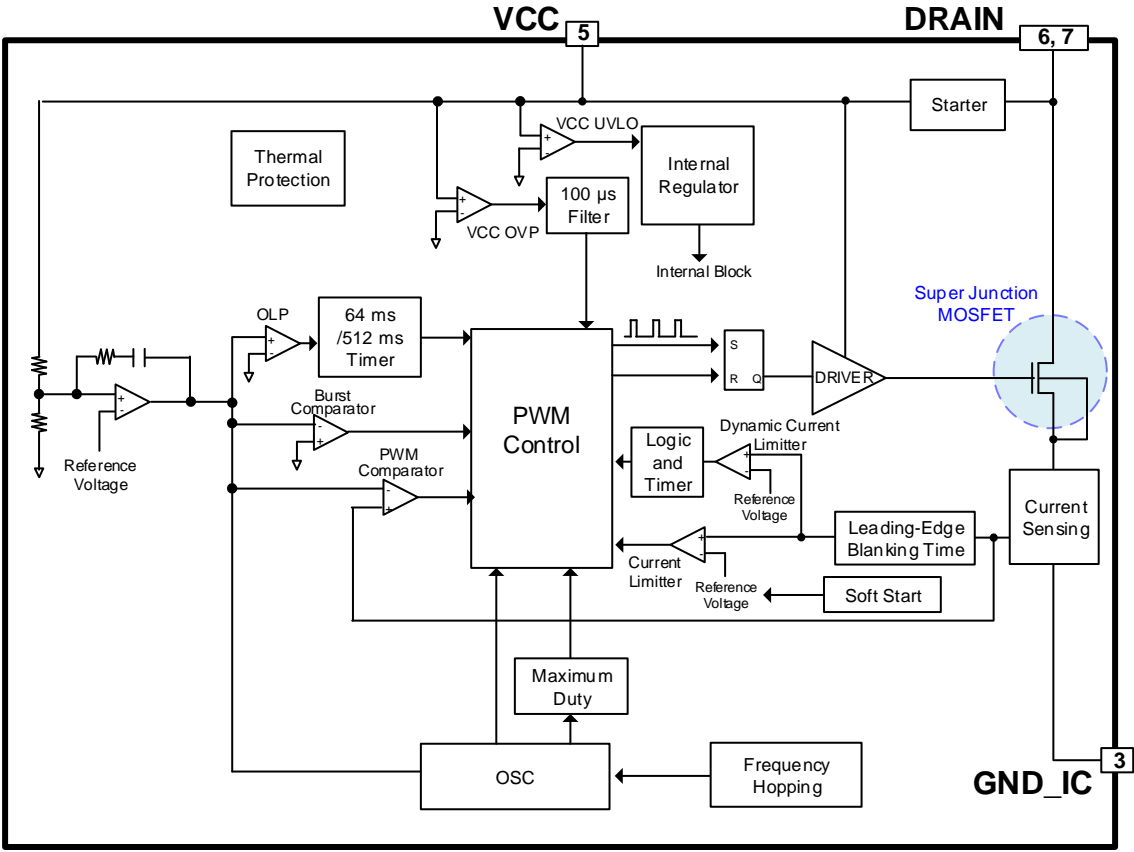 VCC
5
DRAIN
6, 7
Starter
VCC UVLO
+
-
Thermal
Protection
Internal
Regulator
100 µs
Filter
+
-
VCC OVP
Internal Block
Super Junction
MOSFET
OLP
+
-
64 ms
/512 ms
Timer
S
R Q
DRIVER
PWM
Control
+
-
Reference
Voltage
Burst
Comparator
-
+
PWM
Comparator
-
+
Logic
and
Timer
Dynamic Current
Limitter
+
-
Reference
Voltage
Leading-Edge
Blanking Time
Current
Sensing
+
-
Current
Limitter
Reference
Voltage
Soft Start
Maximum
Duty
OSC
Frequency
Hopping
GND_IC
3